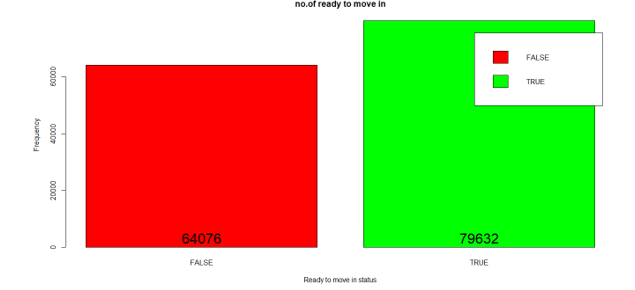 no.of ready to move in
FALSE
TRUE
Frequency
60000
40000
20000
0
64076
79632
FALSE
TRUE
Ready to move in status